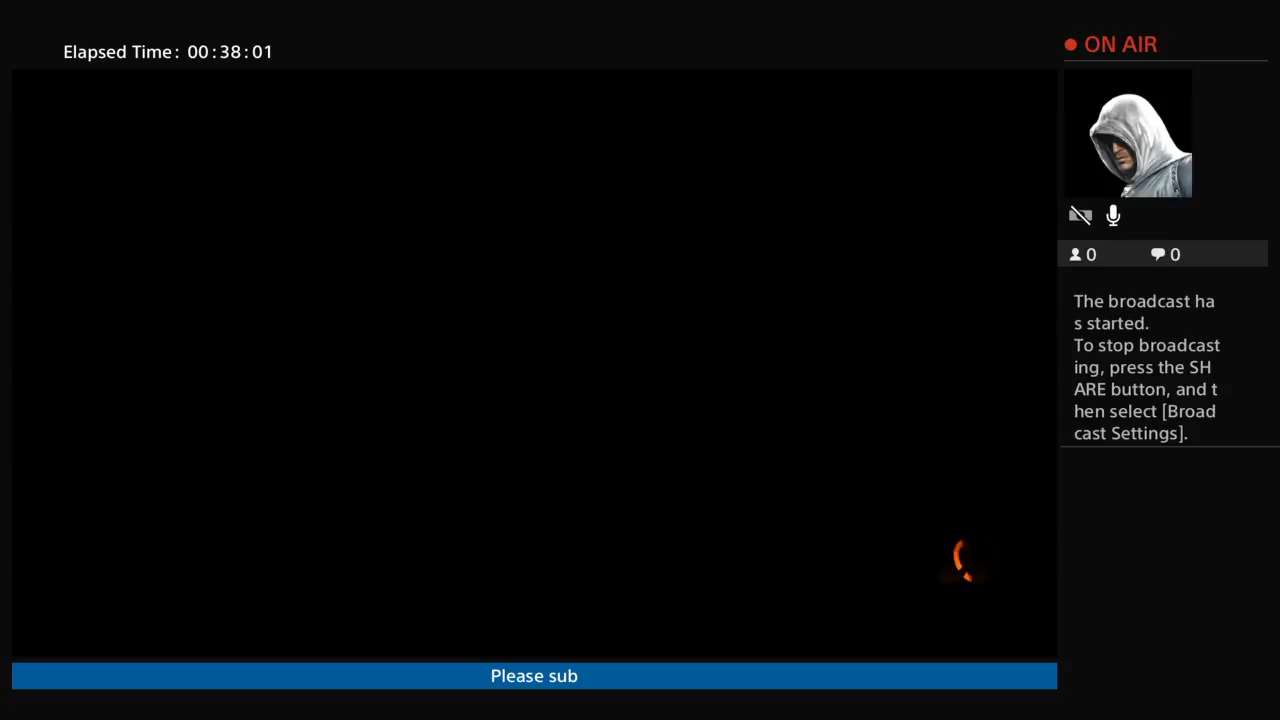 Elapsed Time: 00:38:01
ON AIR
0 0
The broadcast ha
s started.
To stop broadcast
ing, press the SH
ARE button, and t
hen select [Broad
cast Settings].
Please sub